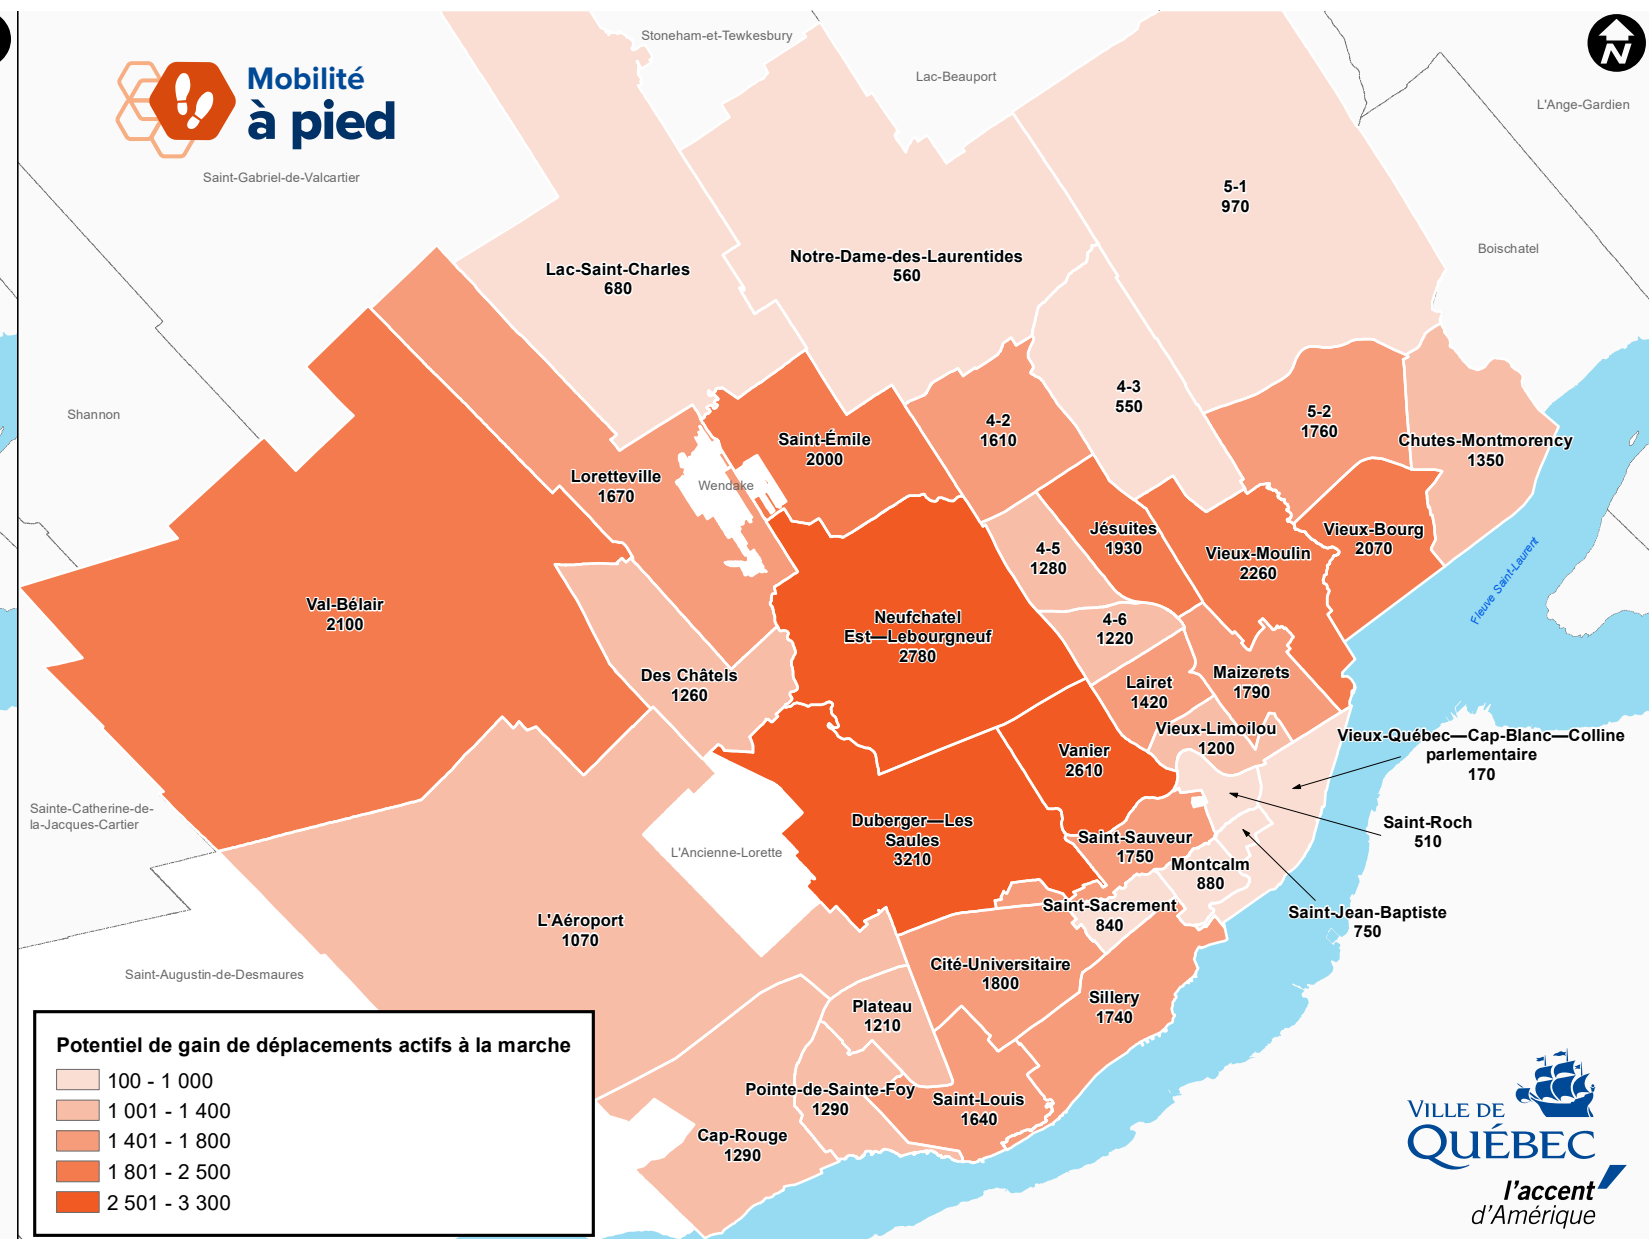 Mobilité
à pied
N
Stoneham-et-Tewkesbury
Lac-Beauport
L'Ange-Gardien
Saint-Gabriel-de-Valcartier
5-1
970
Boischatel
Notre-Dame-des-Laurentides
560
Lac-Saint-Charles
680
4-3
550
Shannon
5-2
1760
4-2
1610
Saint-Émile
2000
Chutes-Montmorency
1350
Loretteville
1670
Wendake
Jésuites
1930
Vieux-Bourg
2070
4-5
1280
Vieux-Moulin
2260
Fleuve Saint-Laurent
Val-Bélair
2100
Neufchatel
Est—Lebourgneuf
2780
4-6
1220
Des Châtels
1260
Lairet
1420
Maizerets
1790
Vieux-Limoilou
1200
Vieux-Québec—Cap-Blanc—Colline
parlementaire
170
Vanier
2610
Sainte-Catherine-de-
la-Jacques-Cartier
Duberger—Les
Saules
3210
Saint-Roch
510
L'Ancienne-Lorette
Saint-Sauveur
1750
Montcalm
880
Saint-Sacrement
840
Saint-Jean-Baptiste
750
L'Aéroport
1070
Saint-Augustin-de-Desmaures
Cité-Universitaire
1800
Sillery
1740
Plateau
1210
Pointe-de-Sainte-Foy
1290
Saint-Louis
1640
Cap-Rouge
1290
Potentiel de gain de déplacements actifs à la marche
100 - 1 000
1 001 - 1 400
1 401 - 1 800
1 801 - 2 500
2 501 - 3 300
VILLE DE
QUÉBEC
l'accent
d'Amérique